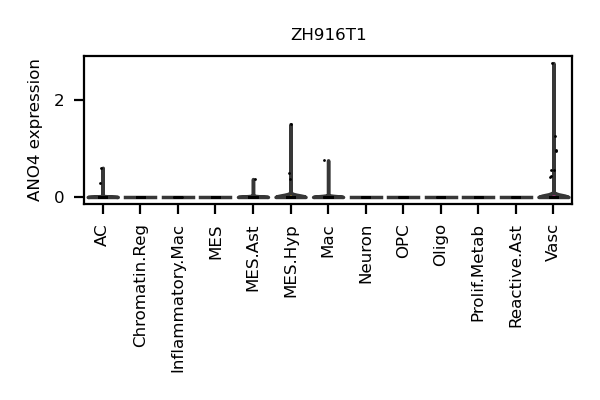 ZH916T1
ANO4 expression
2
0
AC
Chromatin.Reg
Inflammatory.Mac
MES
MES.Ast
MES.Hyp
Mac
Neuron
OPC
Oligo
Prolif.Metab
Reactive.Ast
Vasc